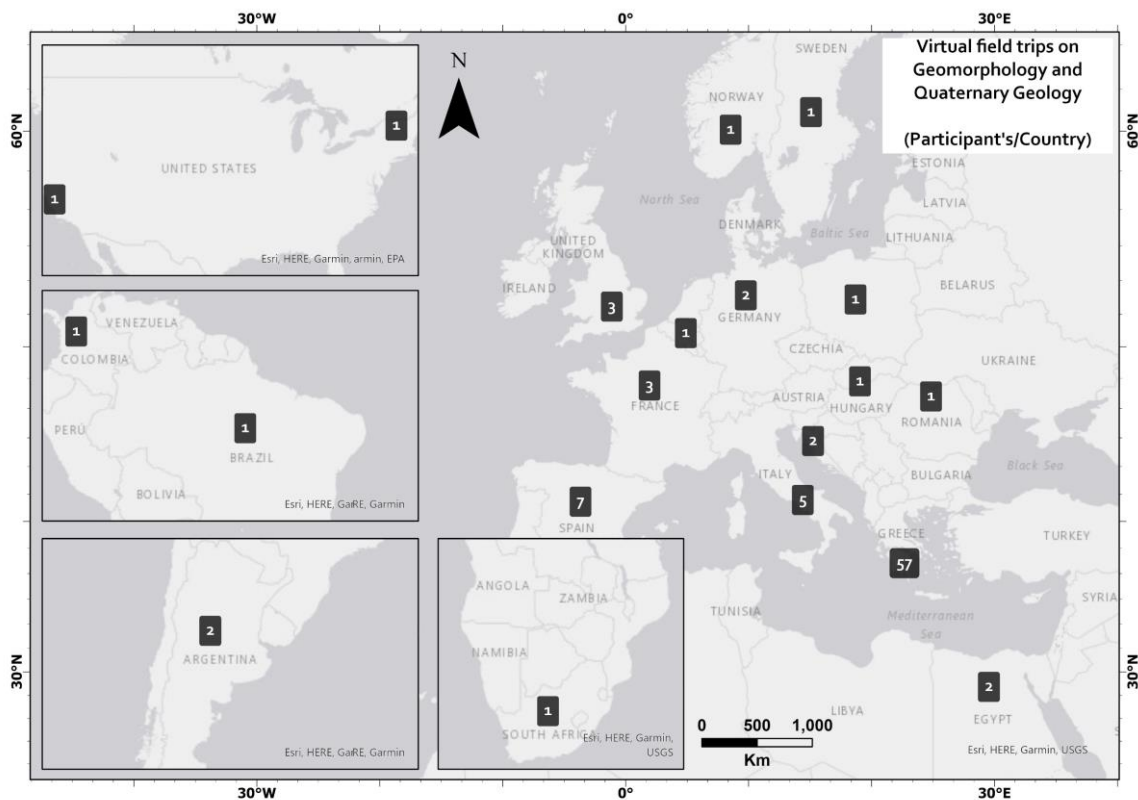 30°W
0°
30°E
Virtual field trips on
Geomorphology and
Quaternary Geology
(Participant's/Country)
N
60°N
60°N
30°N
30°N
1
UNITED STATES
1
Esri, HERE, Garmin, armin, EPA
1
VENEZUELA
COLOMBIA
1
PERU
BRAZIL
BOLIVIA
Esri, HERE, GaRE, Garmin
2
ARGENTINA
Esri, HERE, GaRE, Garmin
ANGOLA
ZAMBIA
NAMIBIA
1
SOUTH AFRICA
Esri, HERE, Garmin,
USGS
SWEDEN
NORWAY
1
1
ESTONIA
North Sea
LATVIA
DENMARK
Baltic Sea
LITHUANIA
UNITED
KINGDOM
IRELAND
3
2
GERMANY
1
BELARUS
1
CZECHIA
UKRAINE
3
FRANCE
AUSTRIA
1
HUNGARY
1
ROMANIA
2
ITALY
BULGARIA
Black Sea
7
SPAIN
5
GREECE
57
TURKEY
TUNISIA
Mediterranean
Sea
SYRIA
2
LIBYA
EGYPT
0 500 1,000
Km
Esri, HERE, Garmin, USGS
30°W
0°
30°E